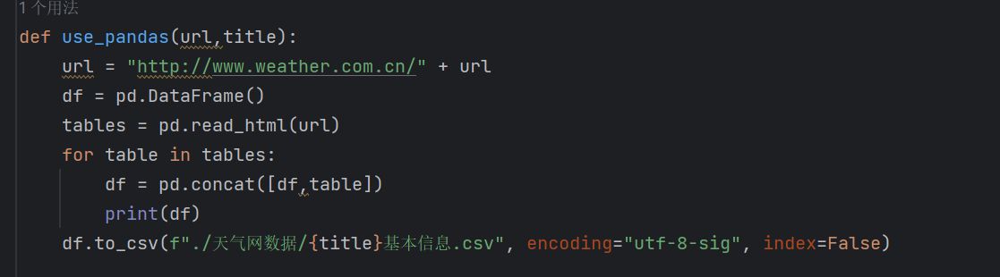 1 个用法
def use_pandas(url,title):
    url = "http://www.weather.com.cn/" + url
    df = pd.DataFrame()
    tables = pd.read_html(url)
    for table in tables:
        df = pd.concat([df,table])
        print(df)
    df.to_csv(f"./天气网数据/{title}基本信息.csv", encoding="utf-8-sig", index=False)